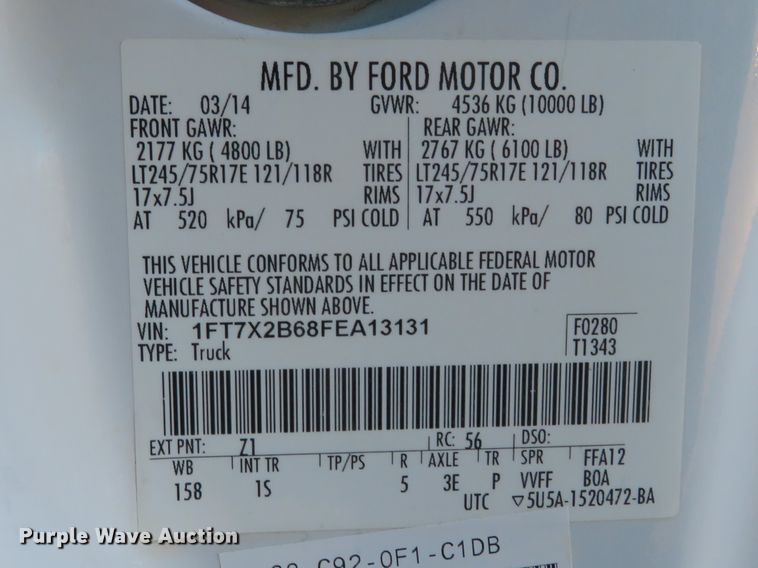 MFD. BY FORD MOTOR CO.
DATE: 03/14 GVWR: 4536 KG (10000 LB)
FRONT GAWR: REAR GAWR:
2177 KG ( 4800 LB) WITH 2767 KG ( 6100 LB) WITH
LT245/75R17E 121/118R TIRES LT245/75R17E 121/118R TIRES
17x7.5J RIMS 17x7.5J RIMS
AT 520 kPa/ 75 PSI COLD AT 550 kPa/ 80 PSI COLD
THIS VEHICLE CONFORMS TO ALL APPLICABLE FEDERAL MOTOR
VEHICLE SAFETY STANDARDS IN EFFECT ON THE DATE OF
MANUFACTURE SHOWN ABOVE.
VIN: 1FT7X2B68FEA13131 F0280
TYPE: Truck T1343
EXT PNT: Z1 RC: 56 DSO:
WB INT TR TP/PS R AXLE TR SPR FFA12
158 1S 5 3E P VVFF BOA
UTC ▽5U5A-1520472-BA
C92-0F1-C1DB
Purple Wave Auction